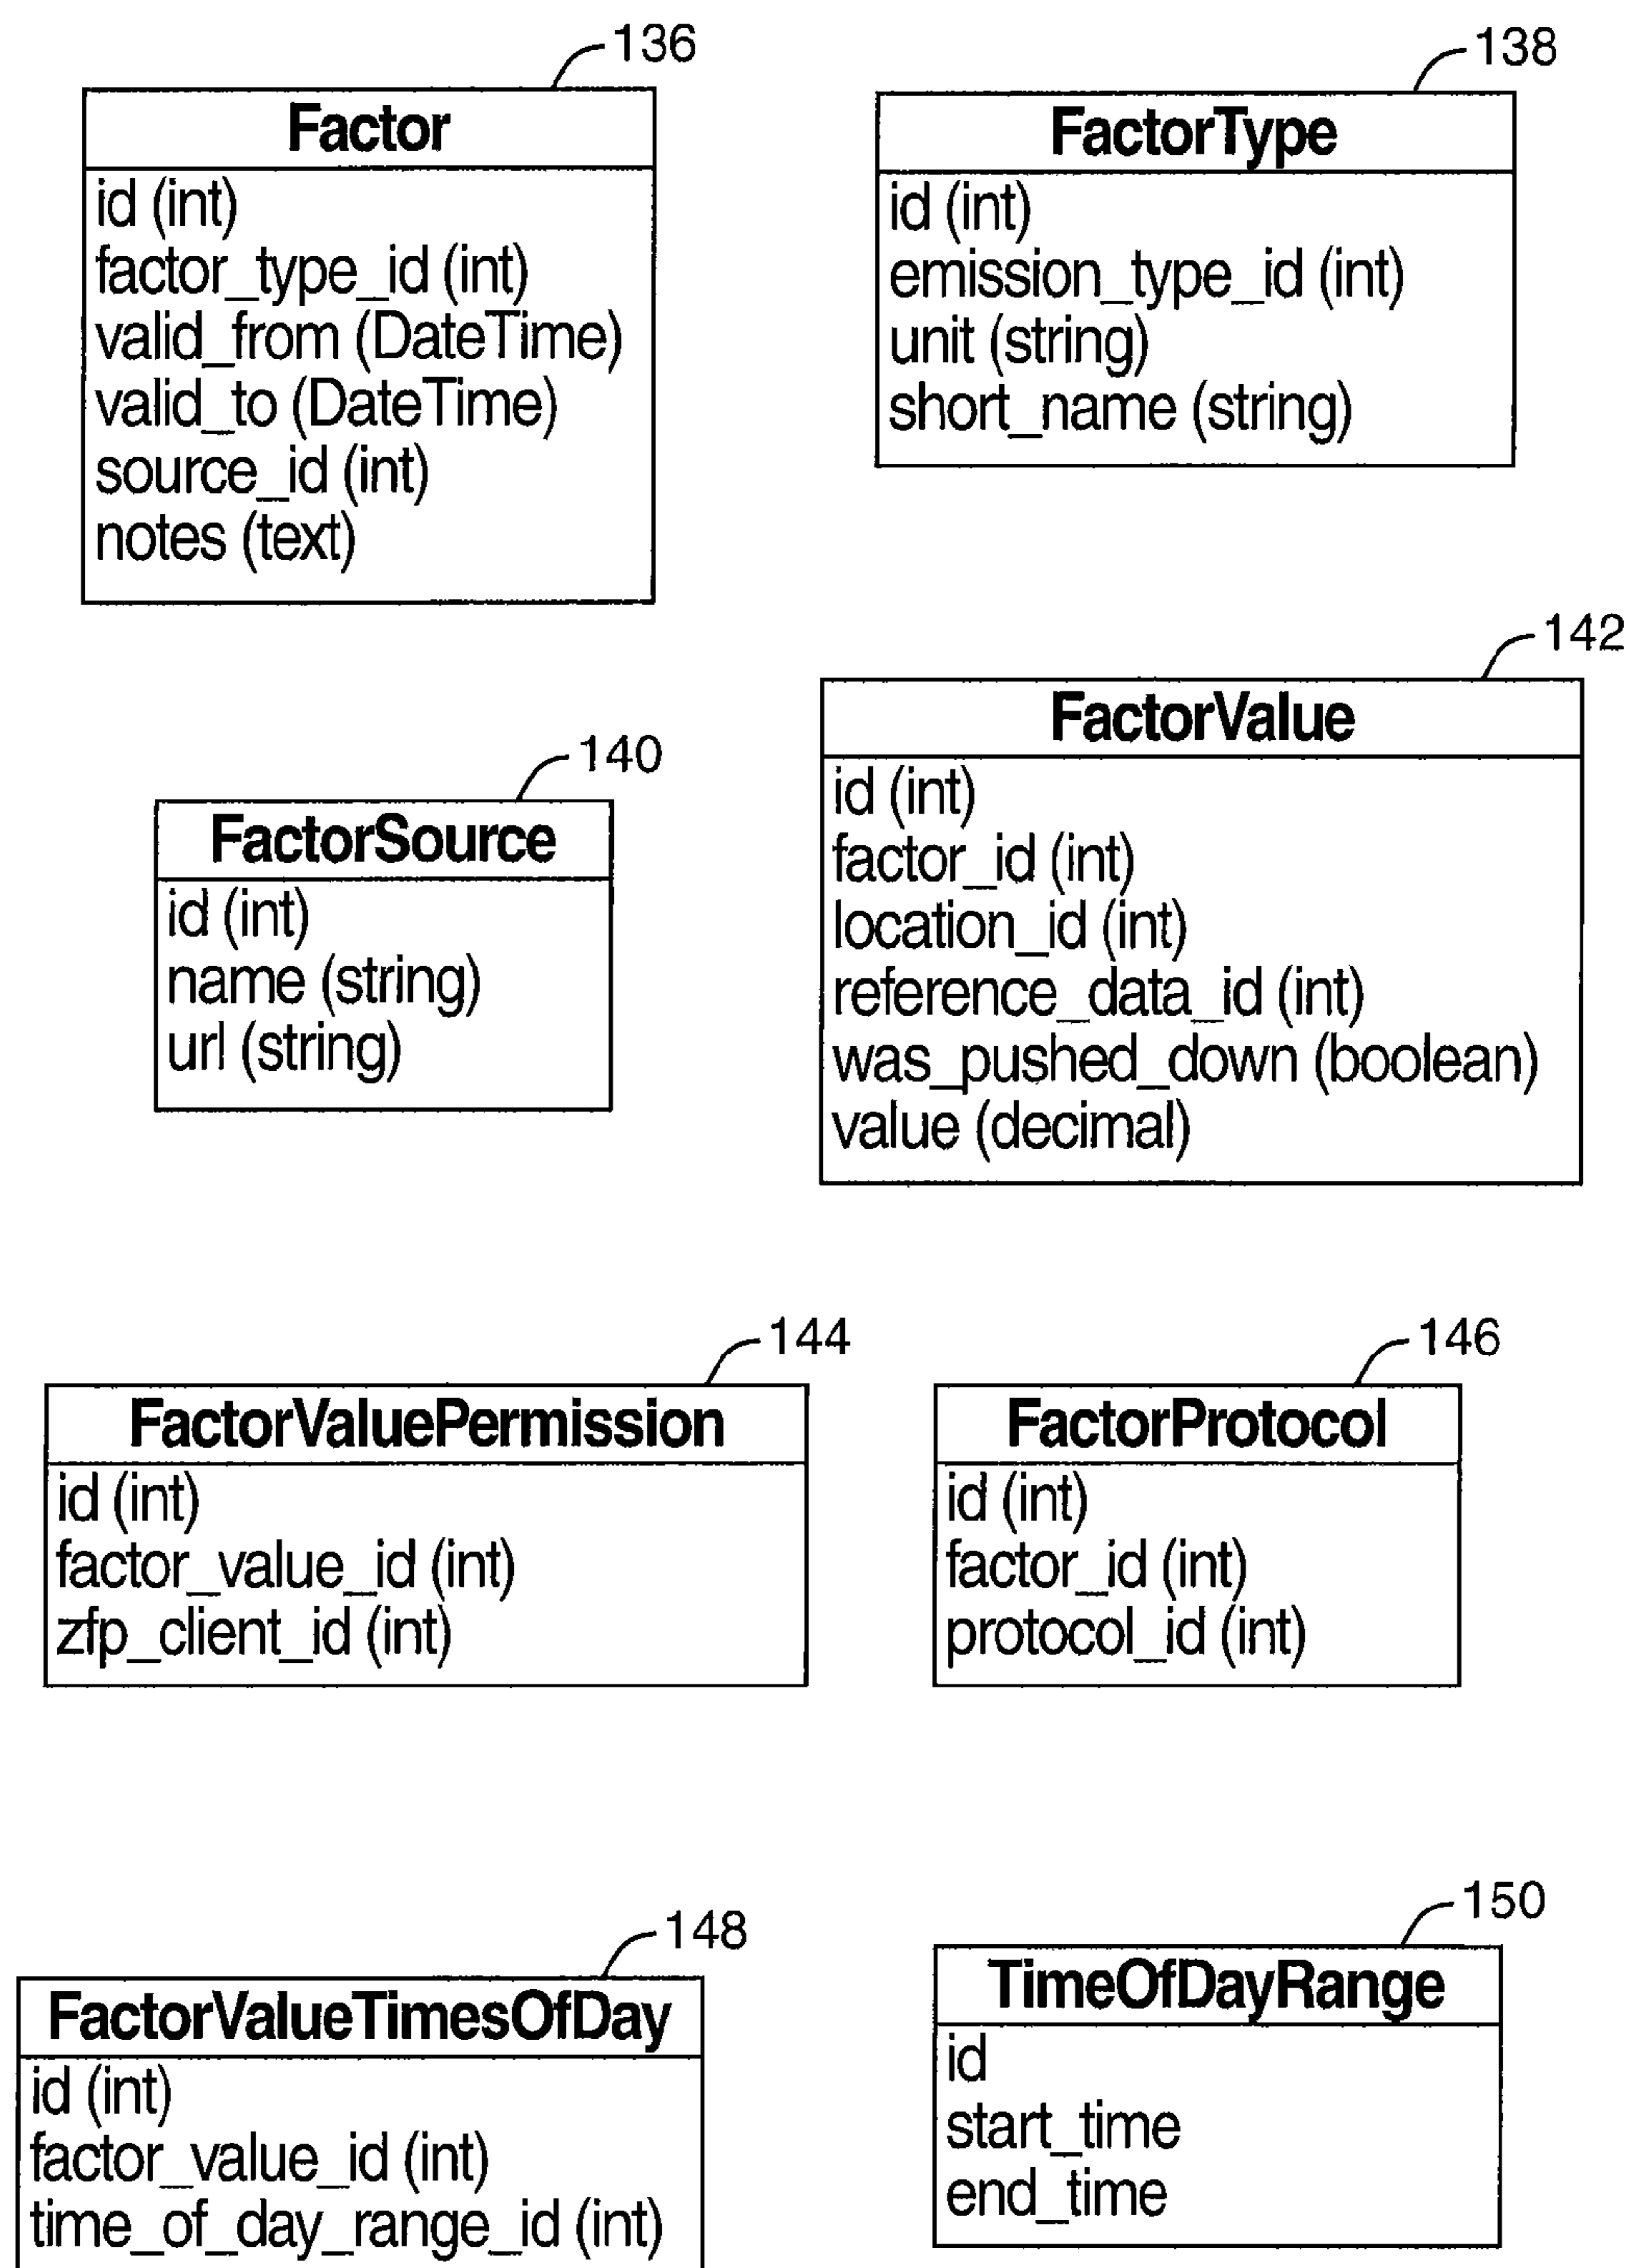 136
Factor
id (int)
factor_type_id (int)
valid_from (DateTime)
valid_to (DateTime)
source_id (int)
notes (text)
138
FactorType
id (int)
emission_type_id (int)
unit (string)
short_name (string)
140
FactorSource
id (int)
name (string)
url (string)
142
FactorValue
id (int)
factor_id (int)
location_id (int)
reference_data_id (int)
was_pushed_down (boolean)
value (decimal)
144
FactorValuePermission
id (int)
factor_value_id (int)
zfp_client_id (int)
146
FactorProtocol
id (int)
factor_id (int)
protocol_id (int)
148
FactorValueTimesOfDay
id (int)
factor_value_id (int)
time_of_day_range_id (int)
150
TimeOfDayRange
id
start_time
end_time